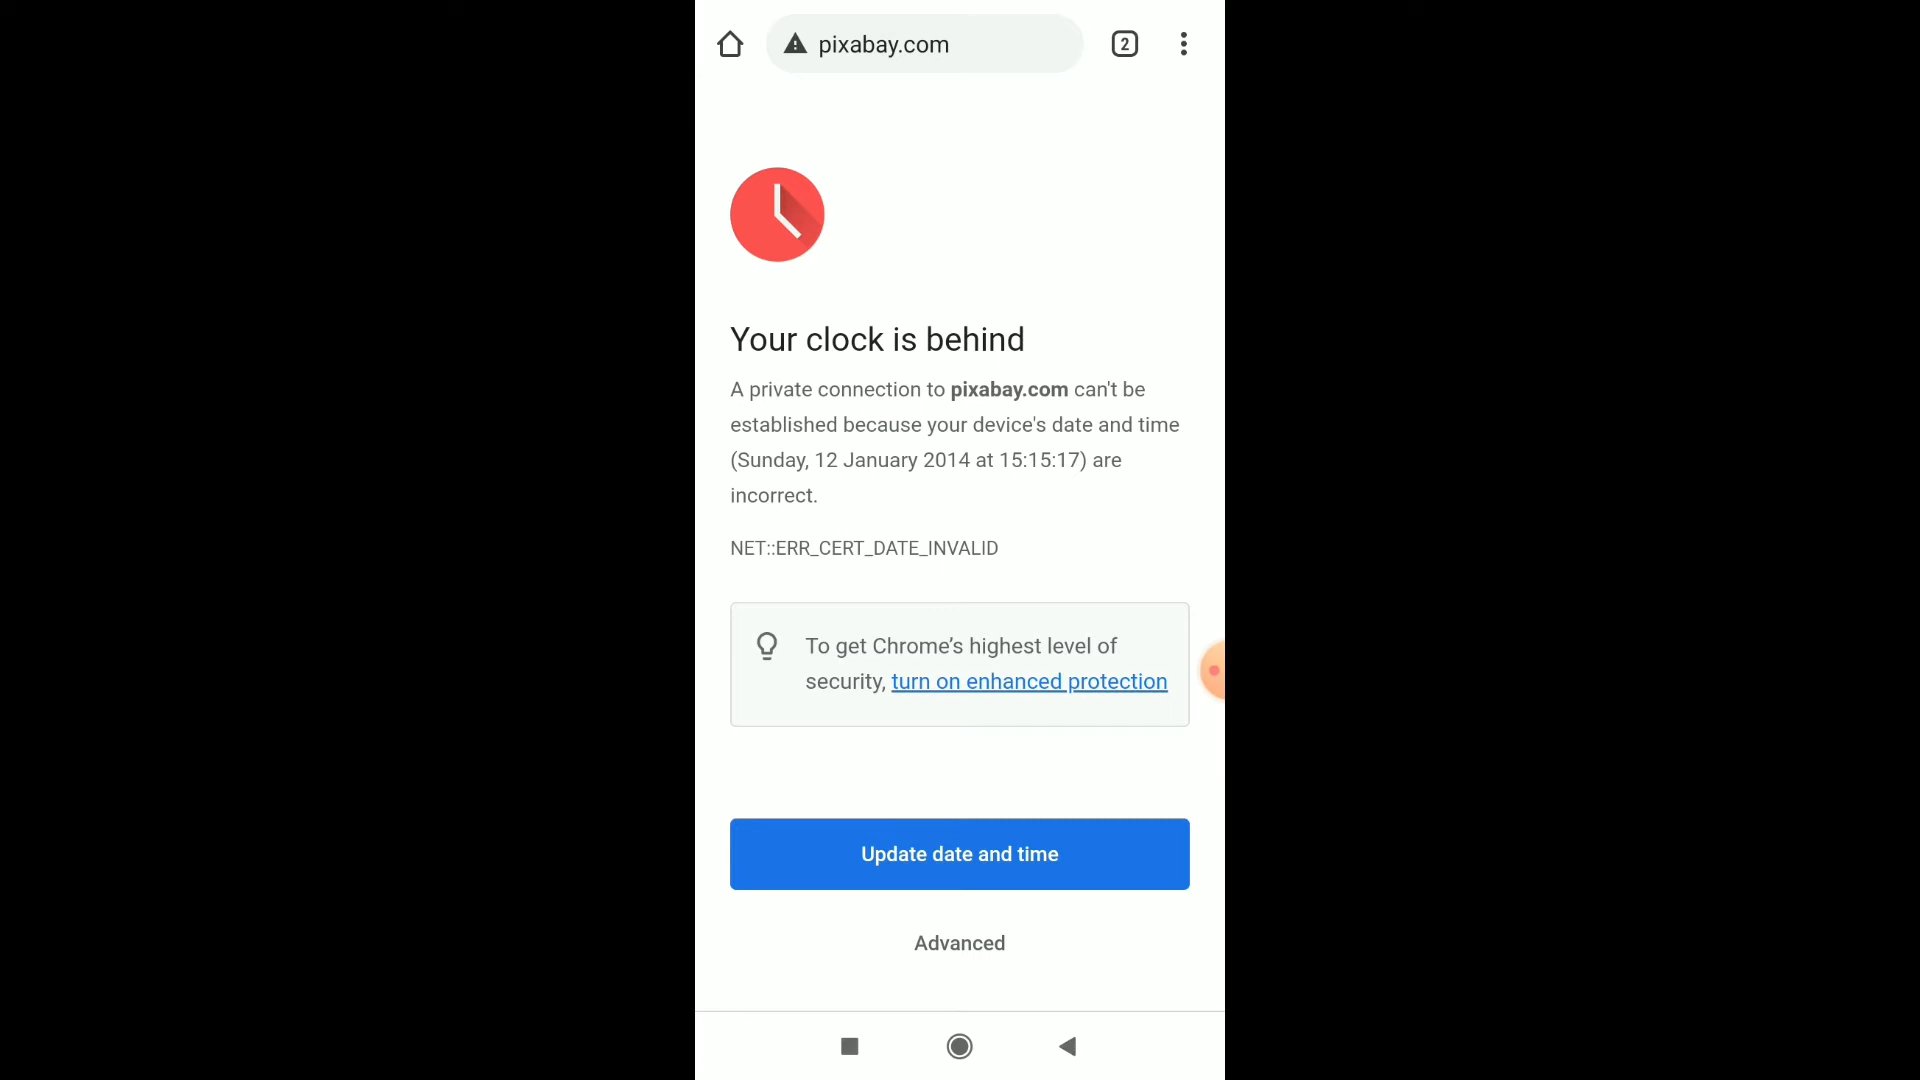 pixabay.com
2
Your clock is behind
A private connection to pixabay.com can't be
established because your device's date and time
(Sunday, 12 January 2014 at 15:15:17) are
incorrect.
NET::ERR_CERT_DATE_INVALID
To get Chrome’s highest level of
security, turn on enhanced protection
Update date and time
Advanced